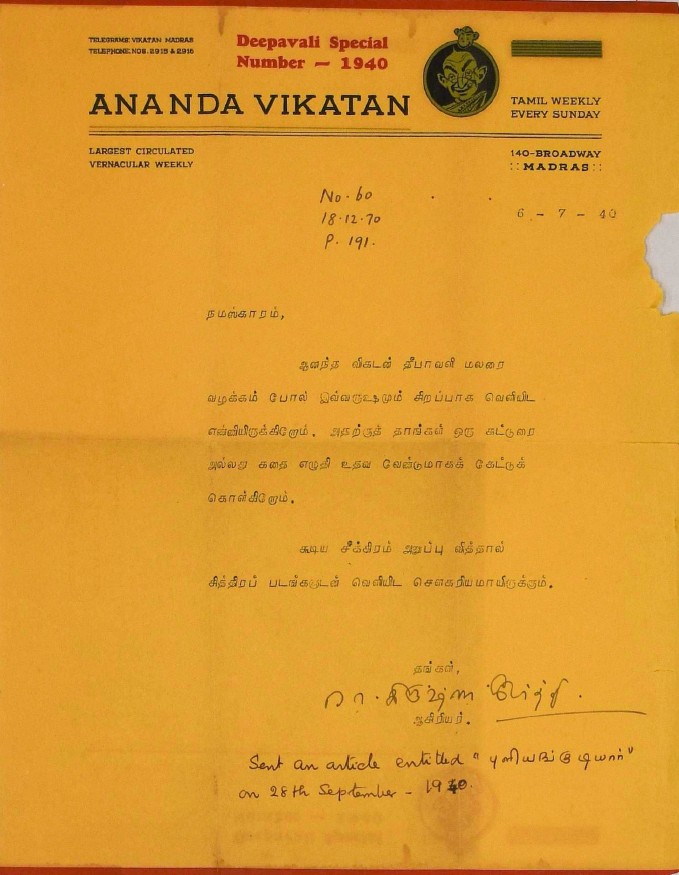 TELEGRAMS: VIKATAN MADRAS
TELEPHONE: NOS. 2915 & 2916
Deepavali Special
Number — 1940
ANANDA VIKATAN
TAMIL WEEKLY
EVERY SUNDAY
LARGEST CIRCULATED
VERNACULAR WEEKLY
140-BROADWAY
:: MADRAS ::
No. 60
18.12.70
P. 191.
6 - 7 - 40
நமஸ்காரம்,
ஆனந்த விகடன் தீபாவளி மலரை
வழக்கம் போல் இவ்வருஷமும் சிறப்பாக வெளியிட
எண்ணியிருக்கிறோம். அதற்குத் தாங்கள் ஒரு கட்டுரை
அல்லது கதை எழுதி உதவ வேண்டுமாகக் கேட்டுக்
கொள்கிறோம்.
கூடிய சீக்கிரம் அனுப்பு வித்தால்
சித்திரப் படங்களுடன் வெளியிட சௌகரியமாயிருக்கும்.
தங்கள்,
ரா. கிருஷ்ண மூர்த்தி.
ஆசிரியர்.
Sent an article entitled "புளியங்குடியார்"
on 28th September - 1940.